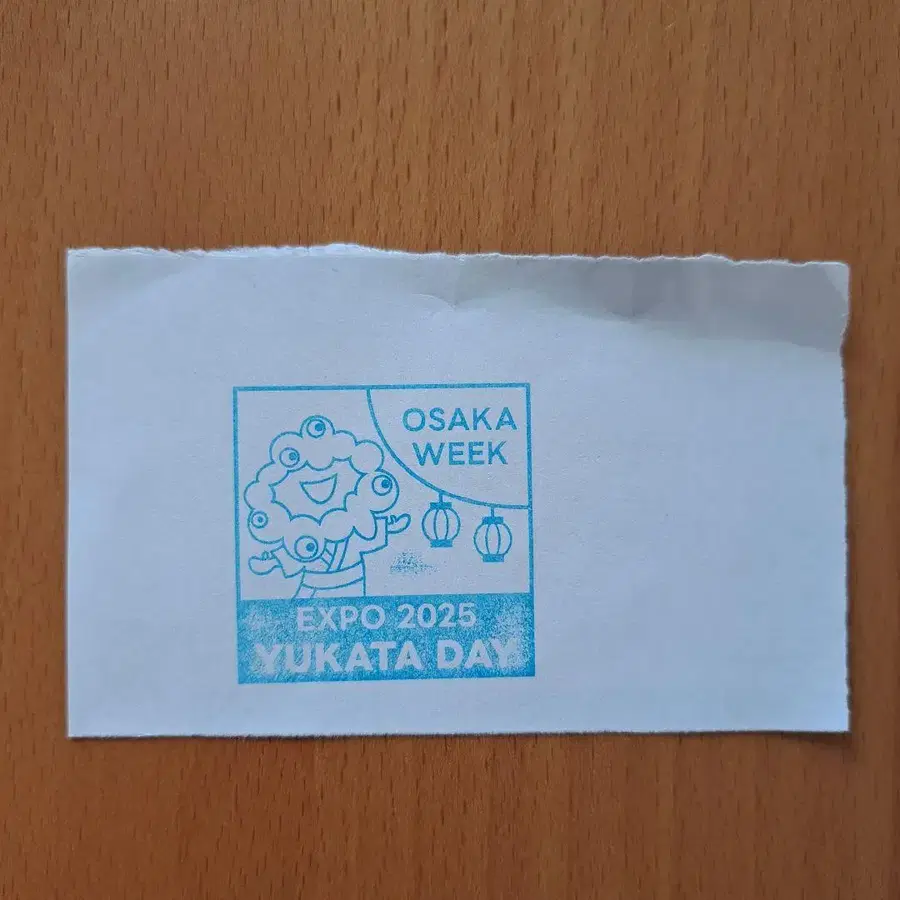 OSAKA
WEEK
EXPO 2025
YUKATA DAY